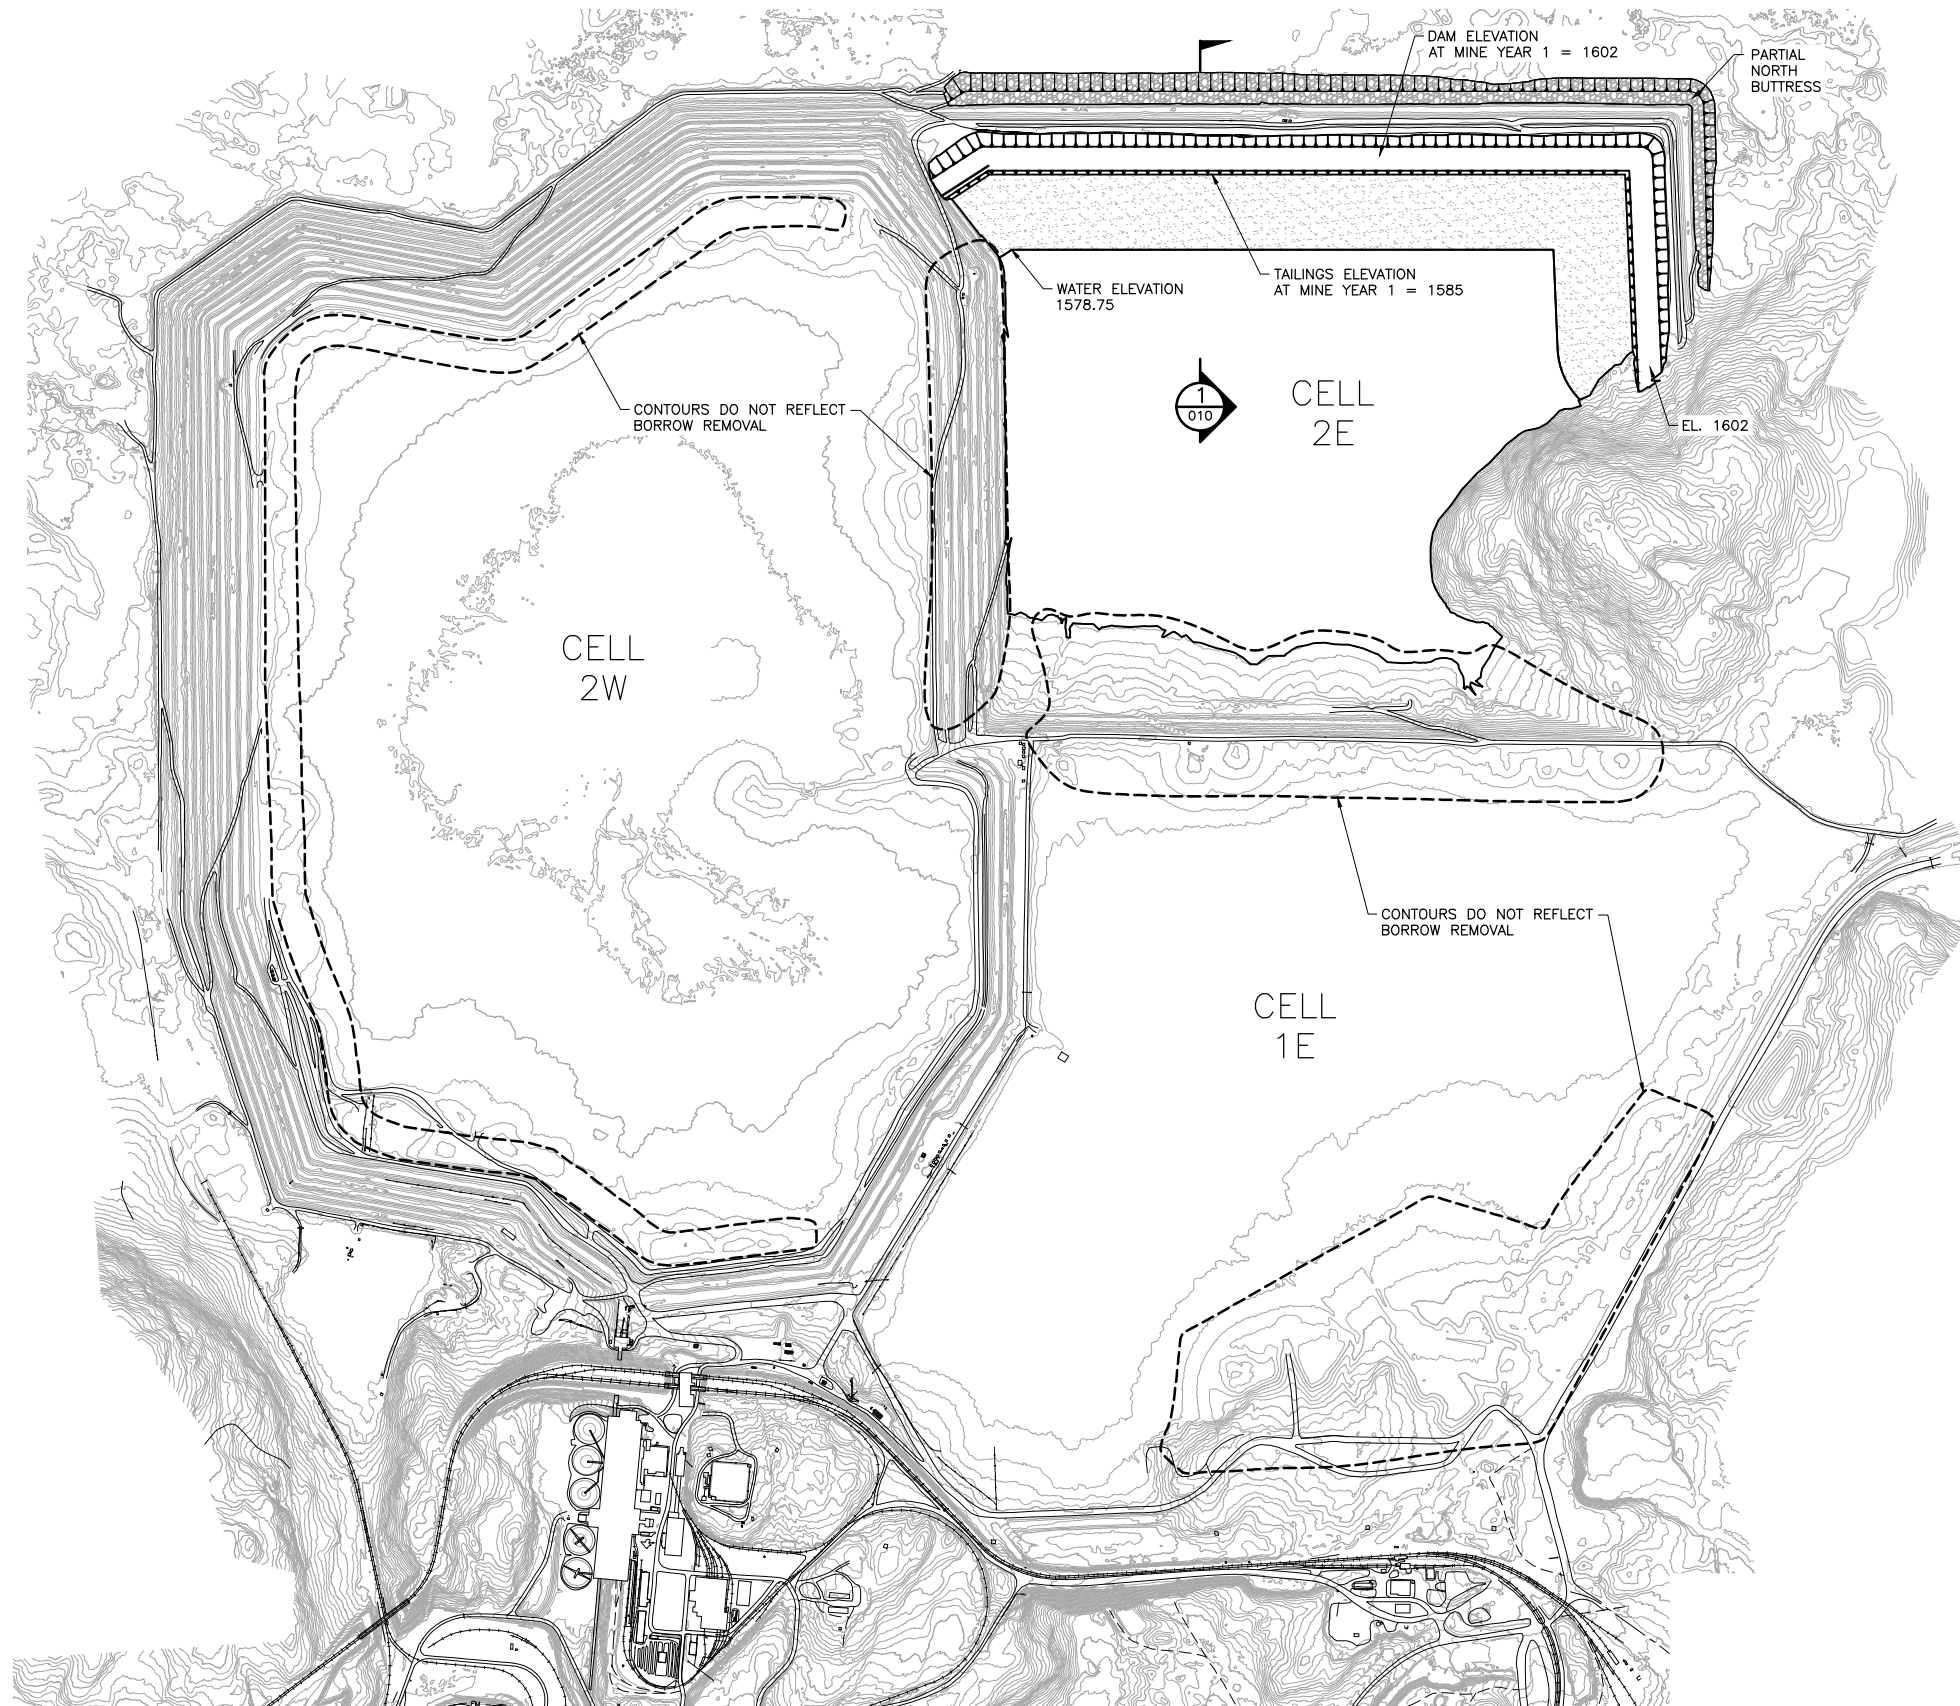 DAM ELEVATION
AT MINE YEAR 1 = 1602
PARTIAL
NORTH
BUTTRESS
TAILINGS ELEVATION
AT MINE YEAR 1 = 1585
WATER ELEVATION
1578.75
1
010
CELL
2E
CONTOURS DO NOT REFLECT
BORROW REMOVAL
EL. 1602
CELL
2W
CONTOURS DO NOT REFLECT
BORROW REMOVAL
CELL
1E